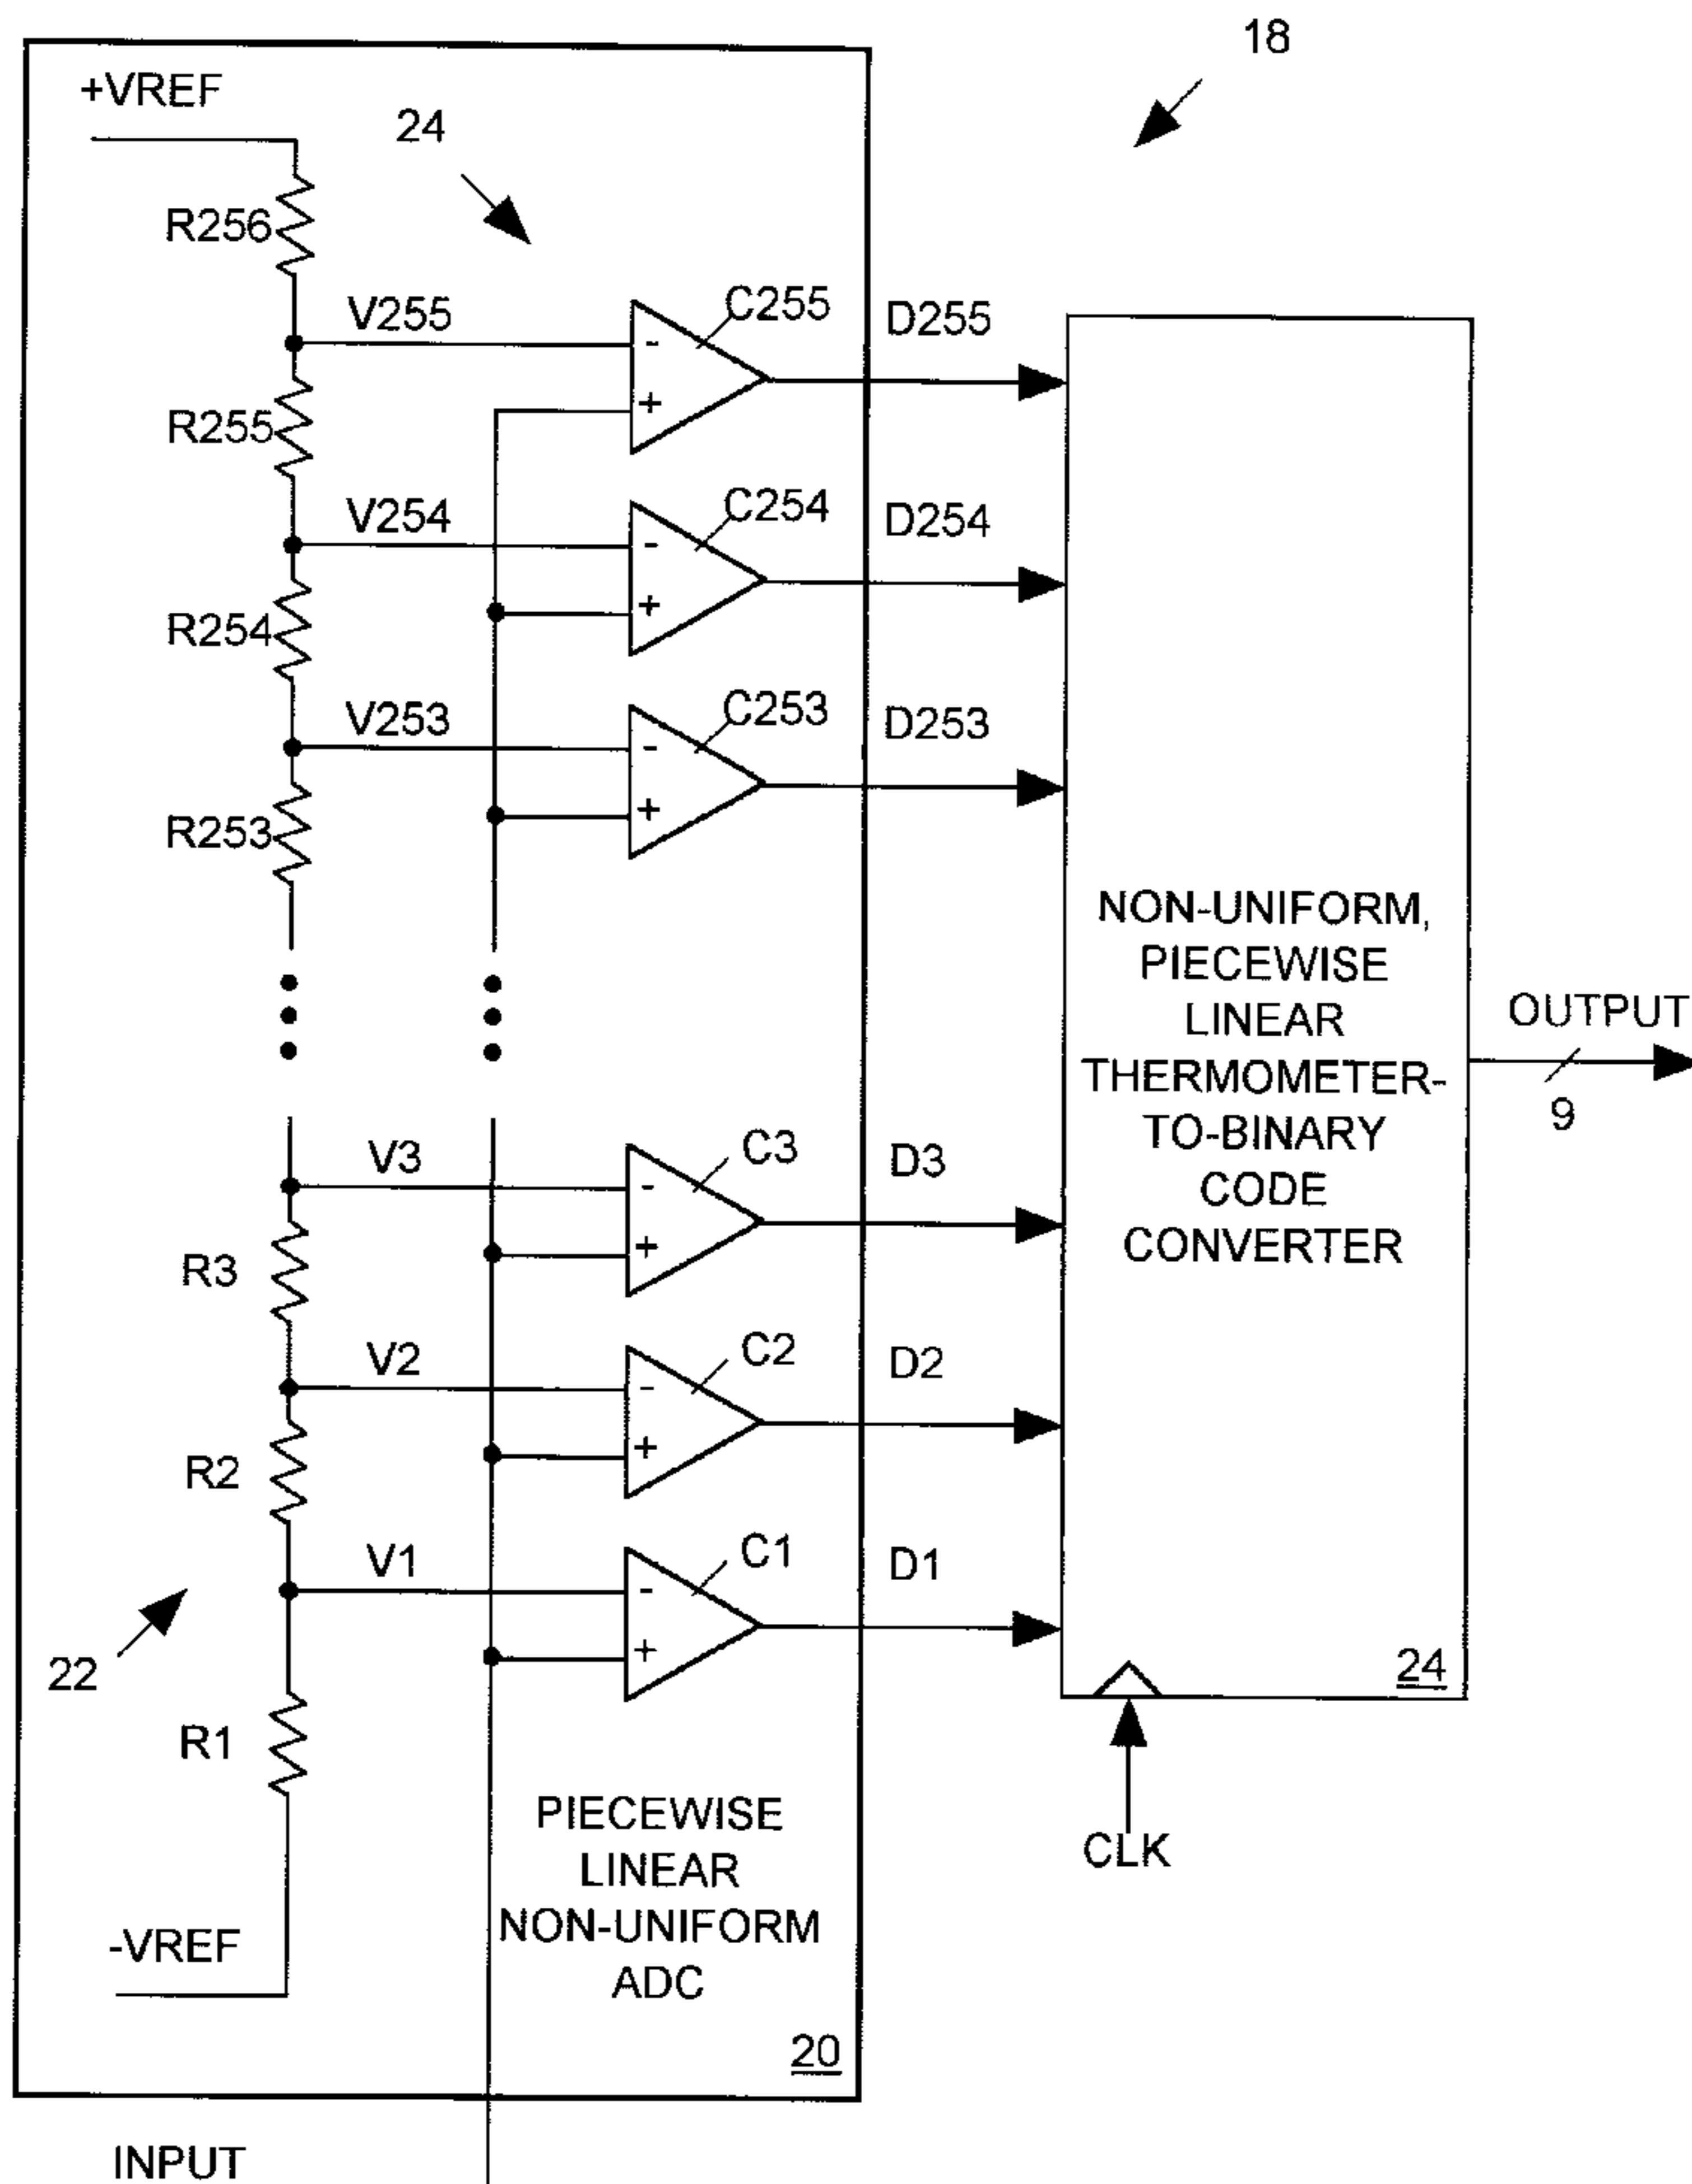 18
+VREF
24
R256
V255
C255
D255
-
+
R255
V254
C254
D254
-
+
R254
V253
C253
D253
-
+
R253
NON-UNIFORM,
PIECEWISE
LINEAR
THERMOMETER-
TO-BINARY
CODE
CONVERTER
OUTPUT
9
V3
C3
D3
-
+
R3
V2
C2
D2
-
+
R2
V1
C1
D1
-
+
22
24
R1
CLK
PIECEWISE
LINEAR
NON-UNIFORM
ADC
-VREF
20
INPUT